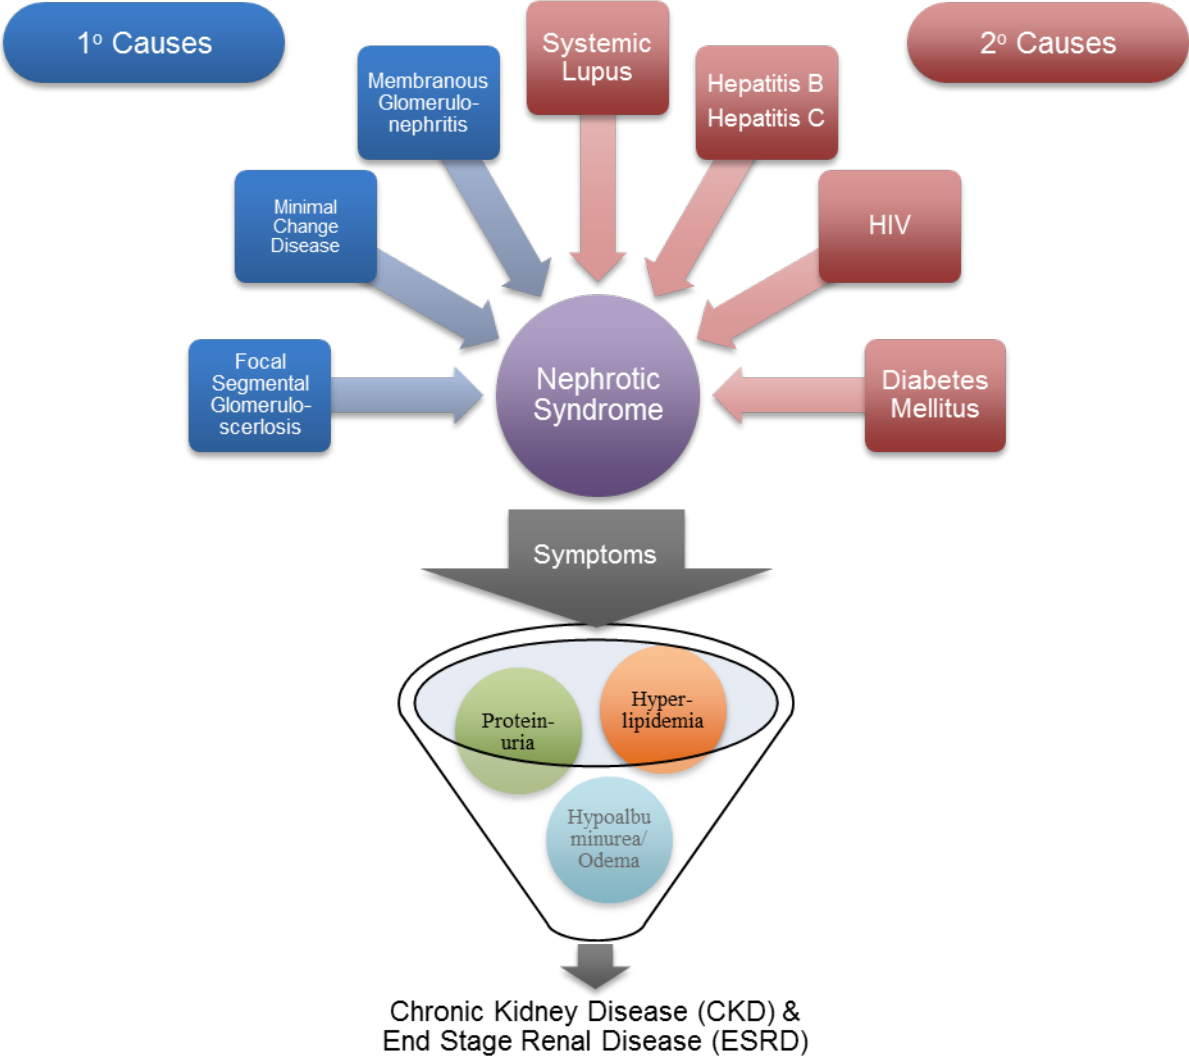 1º Causes
2º Causes
Systemic
Lupus
Membranous
Glomerulo-
nephritis
Hepatitis B
Hepatitis C
Minimal
Change
Disease
HIV
Focal
Segmental
Glomerulo-
scerlosis
Nephrotic
Syndrome
Diabetes
Mellitus
Symptoms
Protein-
uria
Hyper-
lipidemia
Hypoalbu
minurea/
Odema
Chronic Kidney Disease (CKD) &
End Stage Renal Disease (ESRD)